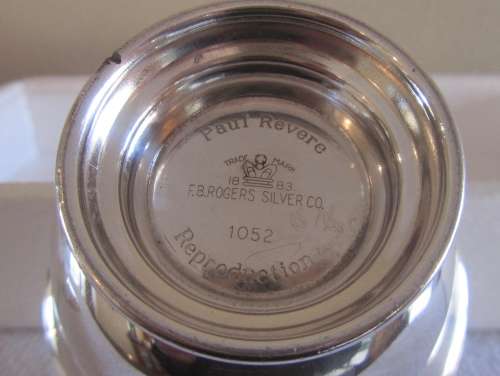 Paul Revere
TRADE MARK
18 83
F.B.ROGERS SILVER CO.
1052
Reproduction